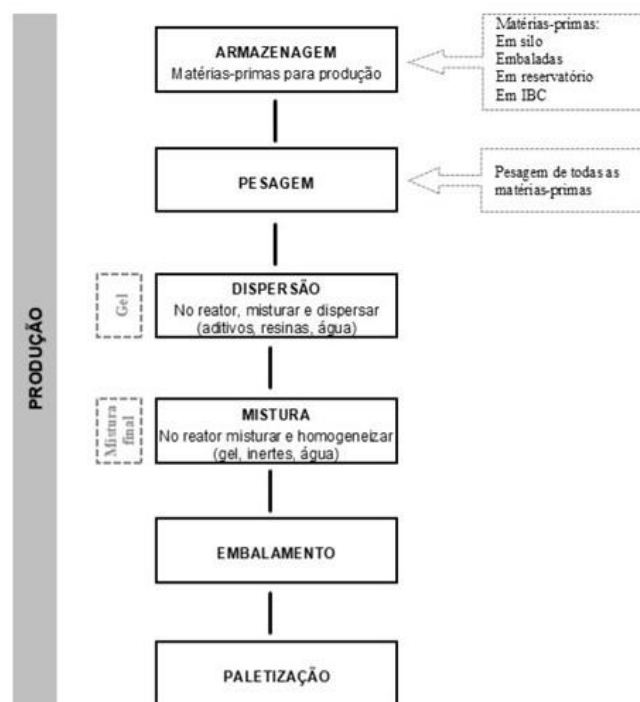 PRODUÇÃO
ARMAZENAGEM
Matérias-primas para produção
Matérias-primas:
Em silo
Embaladas
Em reservatório
Em IBC
PESAGEM
Pesagem de todas as
matérias-primas
Gel
DISPERSÃO
No reator, misturar e dispersar
(aditivos, resinas, água)
Mistura
final
MISTURA
No reator misturar e homogeneizar
(gel, inertes, água)
EMBALAMENTO
PALETIZAÇÃO